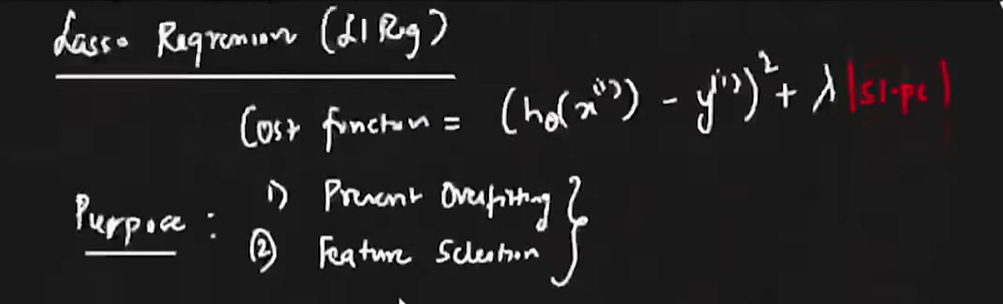 Lasso Regression (L1 Reg)
Cost function = (hθ(x⁽ⁱ⁾) - y⁽ⁱ⁾)² + λ |slope|
Purpose :
1) Prevent Overfitting
2) Feature Selection